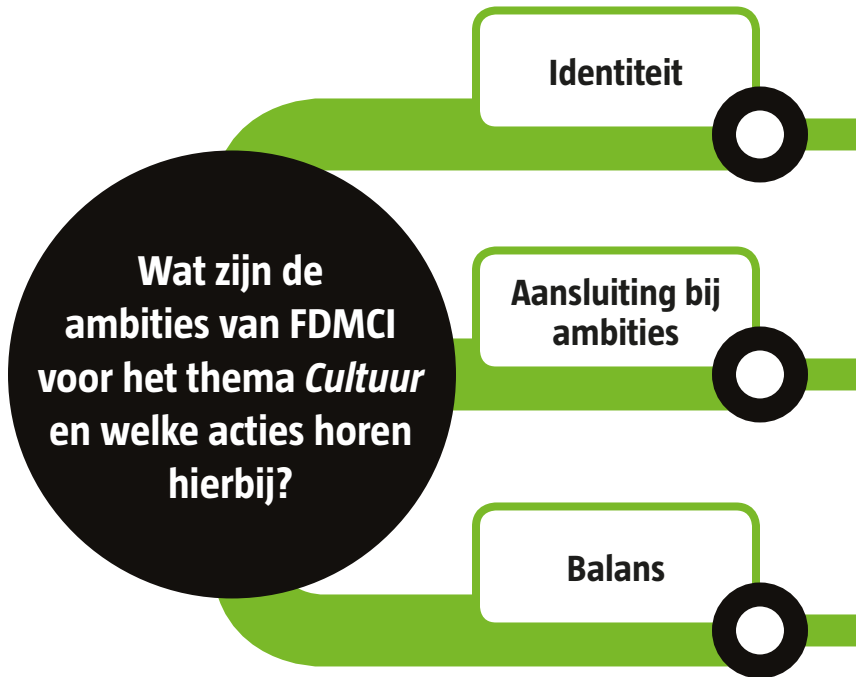 Wat zijn de
ambities van FDMCI
voor het thema Cultuur
en welke acties horen
hierbij?
Identiteit
Aansluiting bij
ambities
Balans